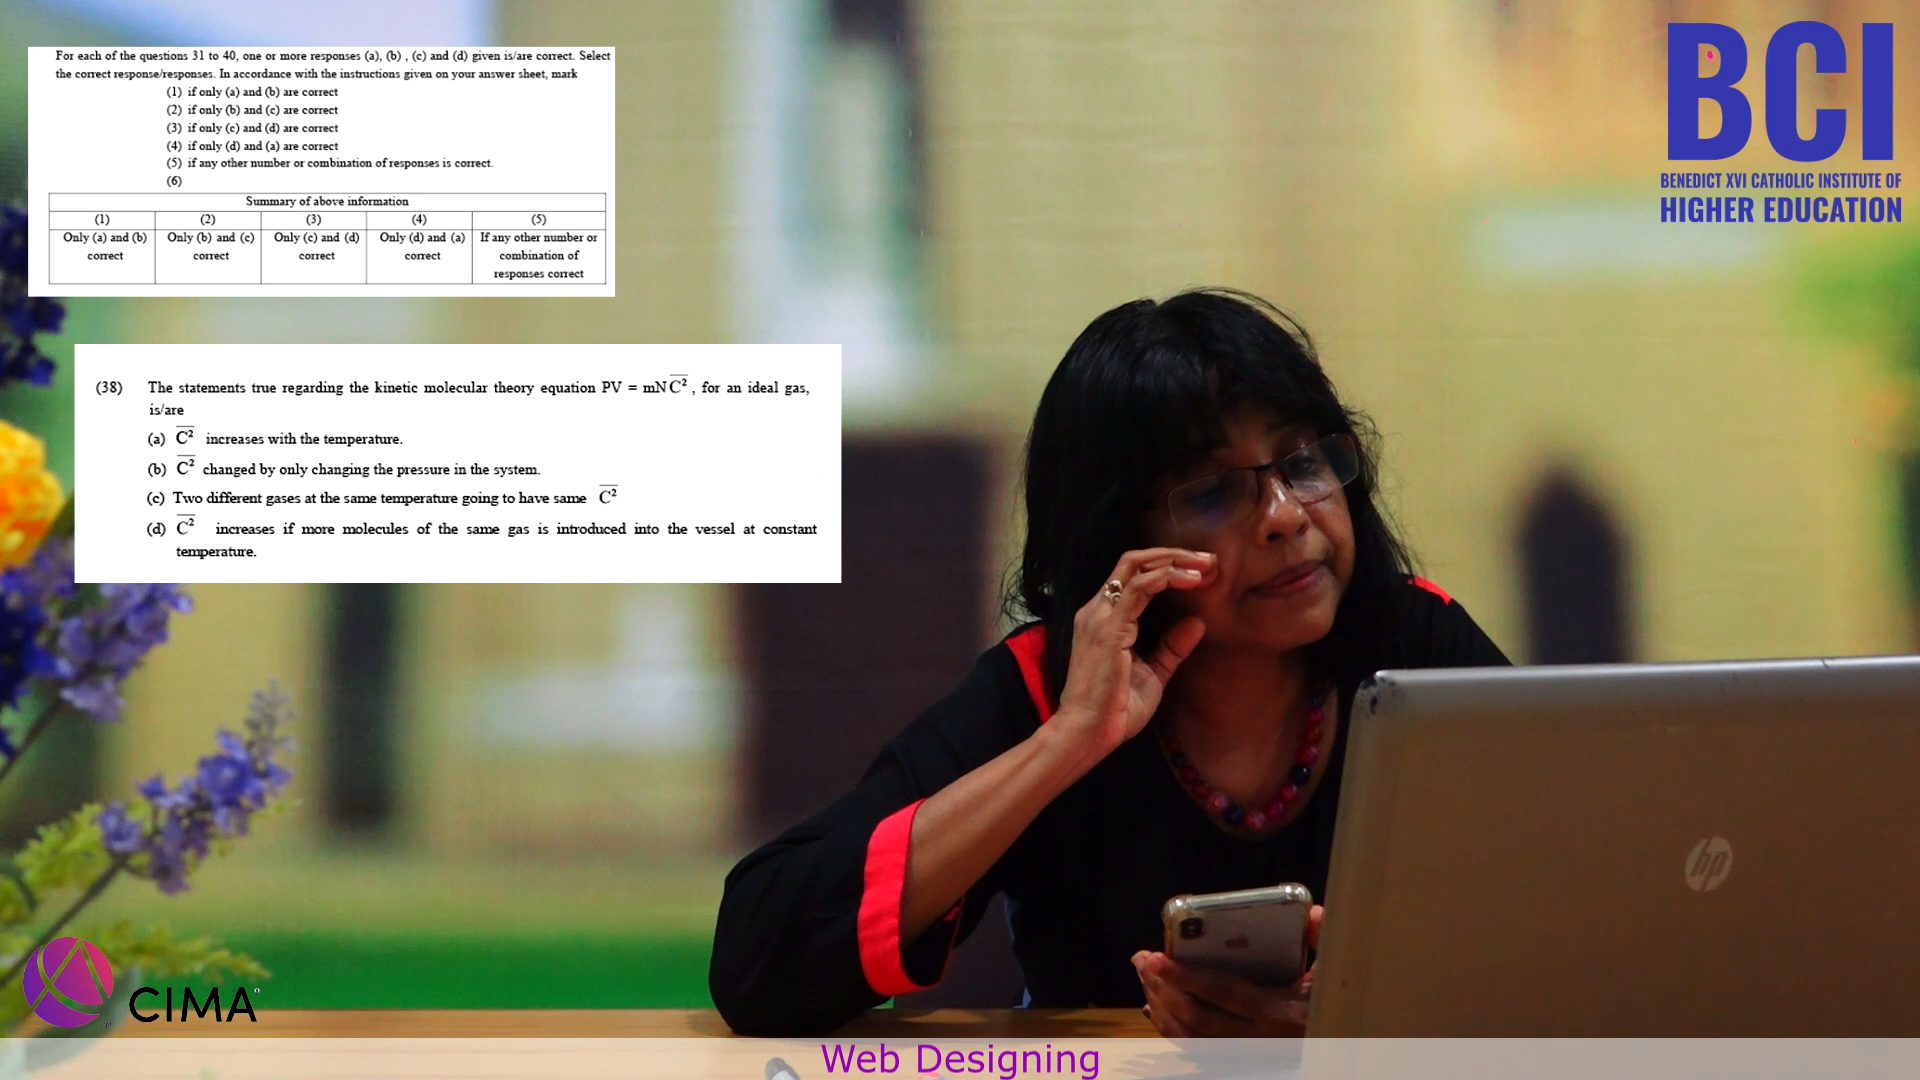 For each of the questions 31 to 40, one or more responses (a), (b) , (c) and (d) given is/are correct. Select
the correct response/responses. In accordance with the instructions given on your answer sheet, mark
(1) if only (a) and (b) are correct
(2) if only (b) and (c) are correct
(3) if only (c) and (d) are correct
(4) if only (d) and (a) are correct
(5) if any other number or combination of responses is correct.
(6)
Summary of above information
(1) (2) (3) (4) (5)
Only (a) and (b) Only (b) and (c) Only (c) and (d) Only (d) and (a) If any other number or
correct correct correct correct combination of
responses correct
(38) The statements true regarding the kinetic molecular theory equation PV = mN C̅², for an ideal gas,
is/are
(a) C̅² increases with the temperature.
(b) C̅² changed by only changing the pressure in the system.
(c) Two different gases at the same temperature going to have same C̅²
(d) C̅² increases if more molecules of the same gas is introduced into the vessel at constant
temperature.
BCI
BENEDICT XVI CATHOLIC INSTITUTE OF
HIGHER EDUCATION
hp
CIMA
Web Designing